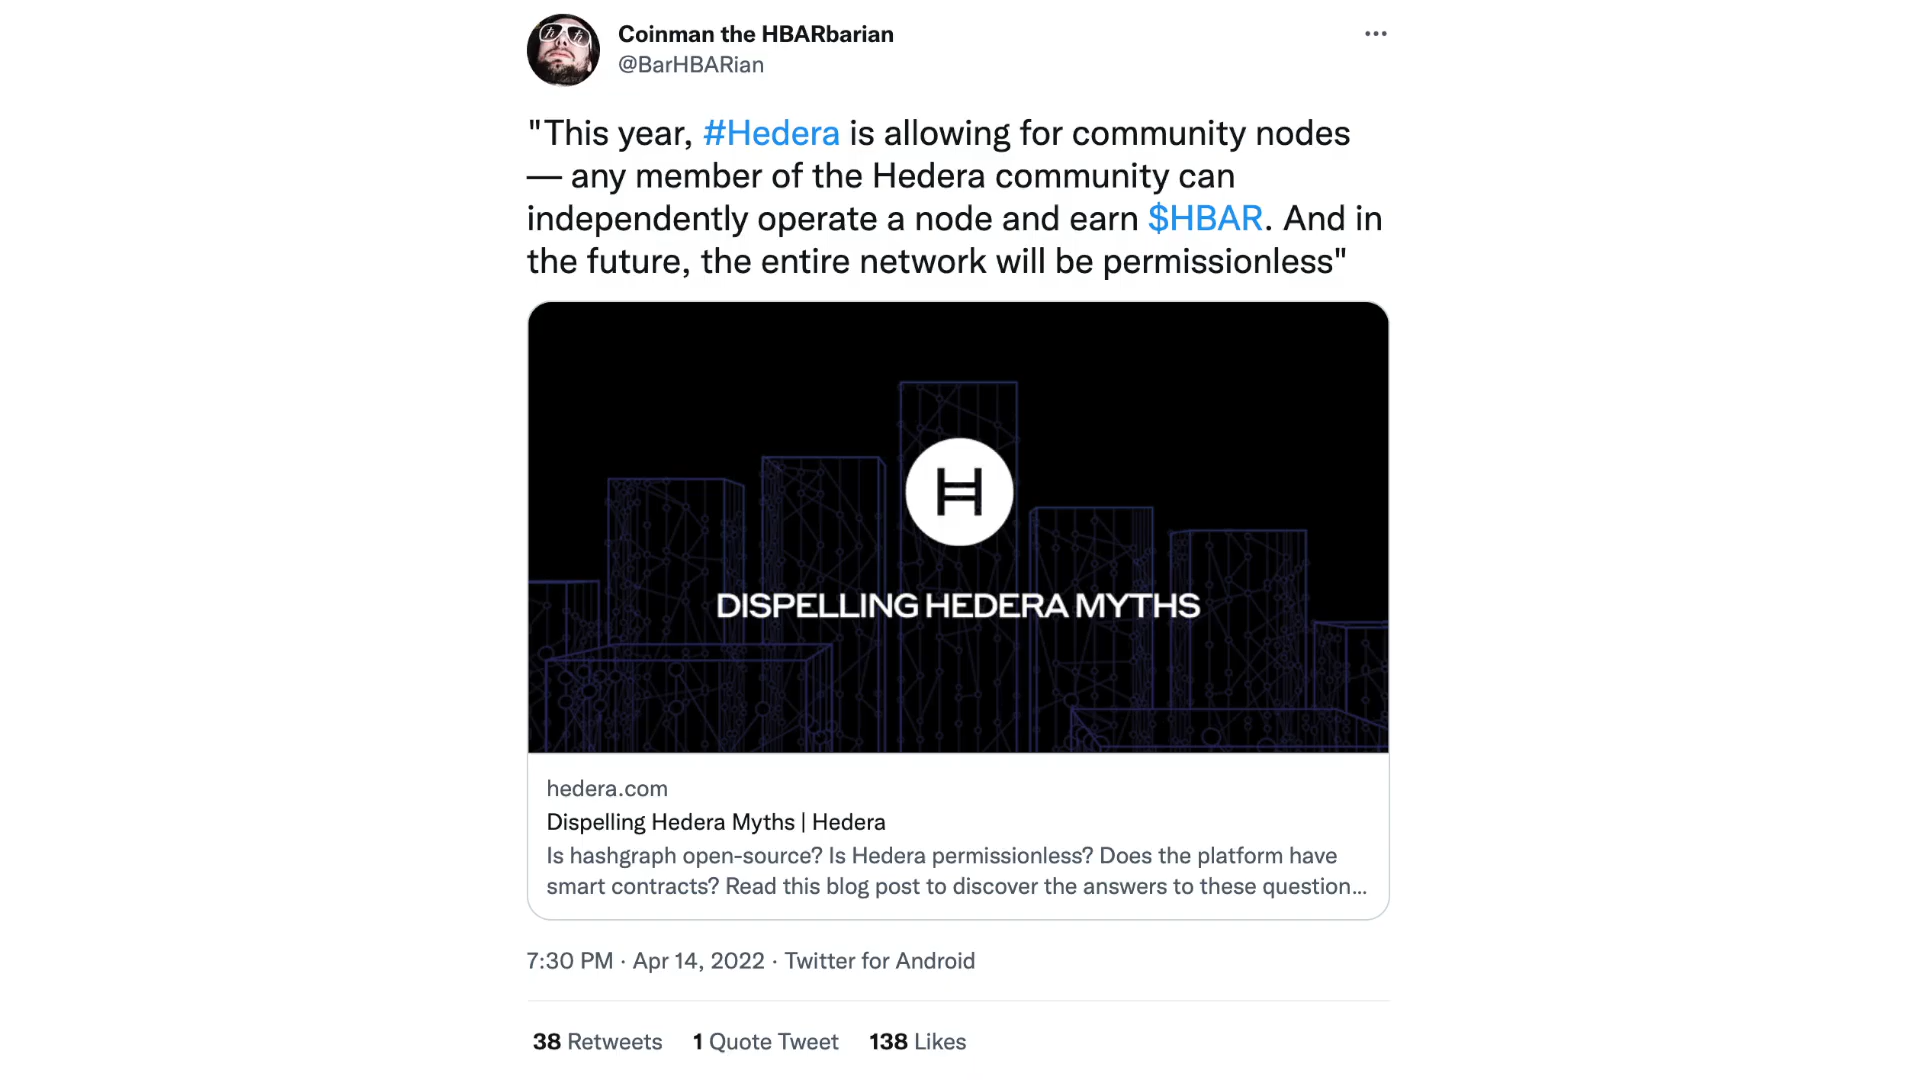 Coinman the HBARbarian
@BarHBARian
"This year, #Hedera is allowing for community nodes
— any member of the Hedera community can
independently operate a node and earn $HBAR. And in
the future, the entire network will be permissionless"
H
DISPELLING HEDERA MYTHS
hedera.com
Dispelling Hedera Myths | Hedera
Is hashgraph open-source? Is Hedera permissionless? Does the platform have
smart contracts? Read this blog post to discover the answers to these question...
7:30 PM · Apr 14, 2022 · Twitter for Android
38 Retweets 1 Quote Tweet 138 Likes